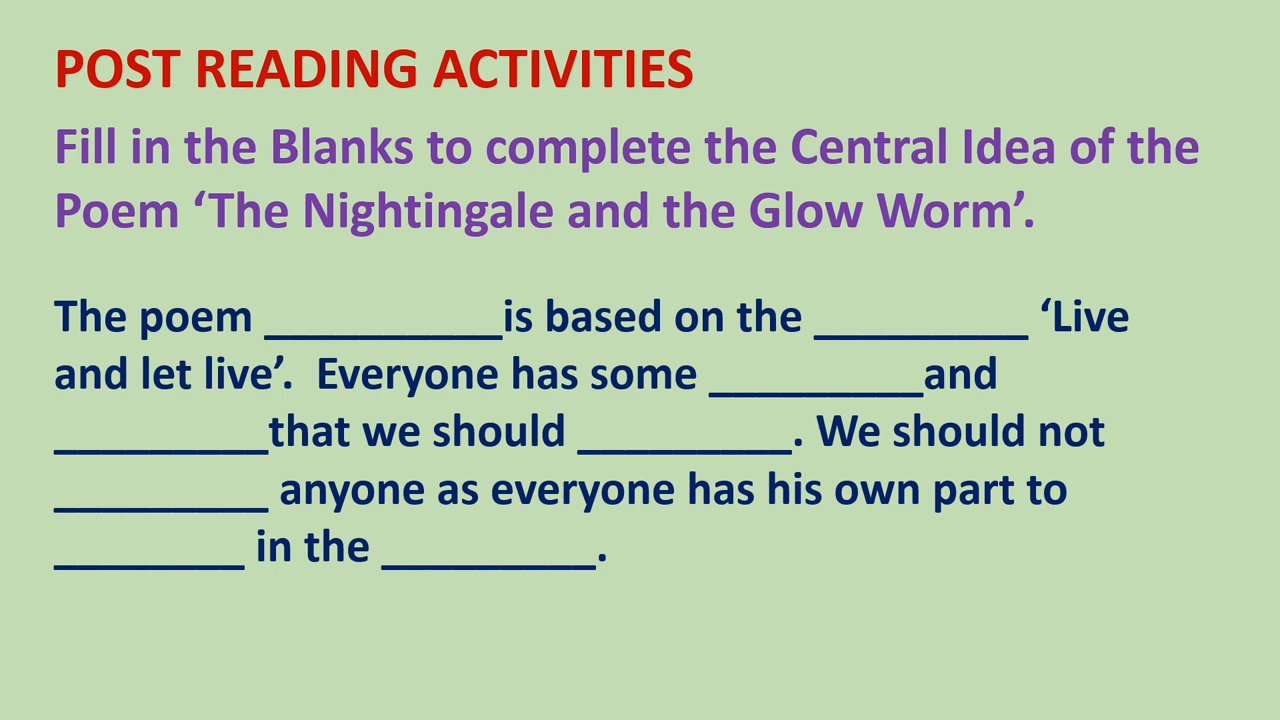 POST READING ACTIVITIES
Fill in the Blanks to complete the Central Idea of the
Poem ‘The Nightingale and the Glow Worm’.
The poem __________is based on the _________ ‘Live
and let live’.  Everyone has some _________and
_________that we should _________. We should not
_________ anyone as everyone has his own part to
________ in the _________.